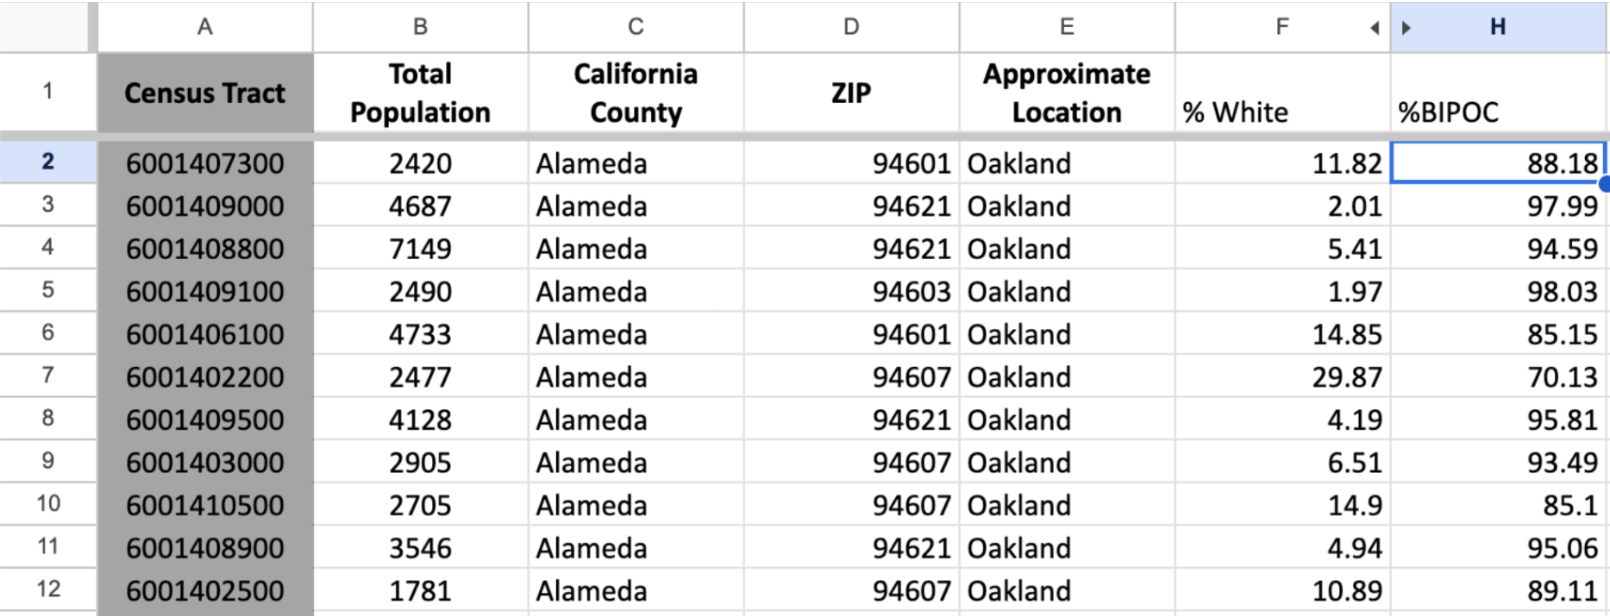 A B C D E F H
1 Census Tract Total Population California County ZIP Approximate Location % White %BIPOC
2 6001407300 2420 Alameda 94601 Oakland 11.82 88.18
3 6001409000 4687 Alameda 94621 Oakland 2.01 97.99
4 6001408800 7149 Alameda 94621 Oakland 5.41 94.59
5 6001409100 2490 Alameda 94603 Oakland 1.97 98.03
6 6001406100 4733 Alameda 94601 Oakland 14.85 85.15
7 6001402200 2477 Alameda 94607 Oakland 29.87 70.13
8 6001409500 4128 Alameda 94621 Oakland 4.19 95.81
9 6001403000 2905 Alameda 94607 Oakland 6.51 93.49
10 6001410500 2705 Alameda 94607 Oakland 14.9 85.1
11 6001408900 3546 Alameda 94621 Oakland 4.94 95.06
12 6001402500 1781 Alameda 94607 Oakland 10.89 89.11